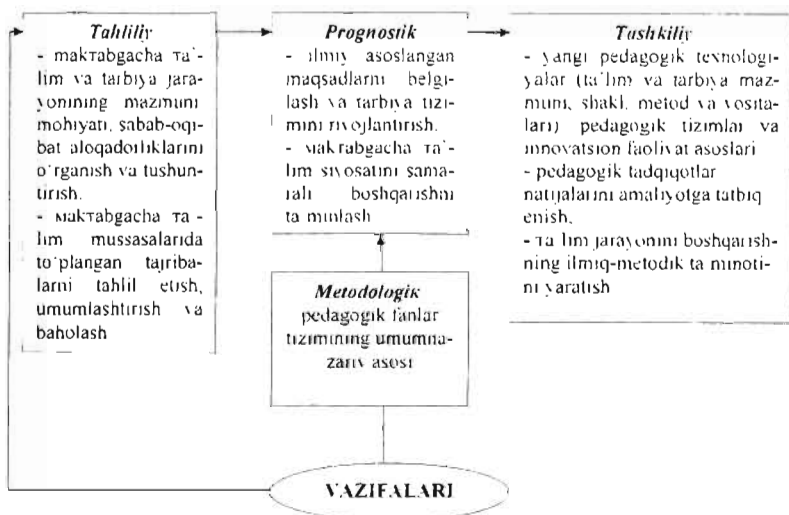 Tahliliy
- maktabgacha ta'-
lim va tarbiya jara-
yonining mazmuni
mohiyati, sabab-oqi-
bat aloqadorliklarini
o'rganish va tushun-
tirish.
- maktabgacha ta'-
lim mussasalarida
to'plangan tajriba-
larni tahlil etish,
umumlashtirish va
baholash
Prognostik
- ilmiy asoslangan
maqsadlarni belgi-
lash va tarbiya tizi-
mini rivojlantirish.
- maktabgacha ta'-
lim siyosatini sama-
rali boshqarishni
ta'minlash
Metodologik
pedagogik fanlar
tizimining umumna-
zariy asosi
Tashkiliy
- yangi pedagogik texnologi-
yalar (ta'lim va tarbiya maz-
muni, shakl, metod va vosita-
lari) pedagogik tizimlar va
innovatsion faoliyat asoslari
- pedagogik tadqiqotlar
natijalarini amaliyotga tatbiq
enish.
- ta'lim jarayonini boshqarish-
ning ilmiq-metodik ta'minoti-
ni yaratish
VAZIFALARI